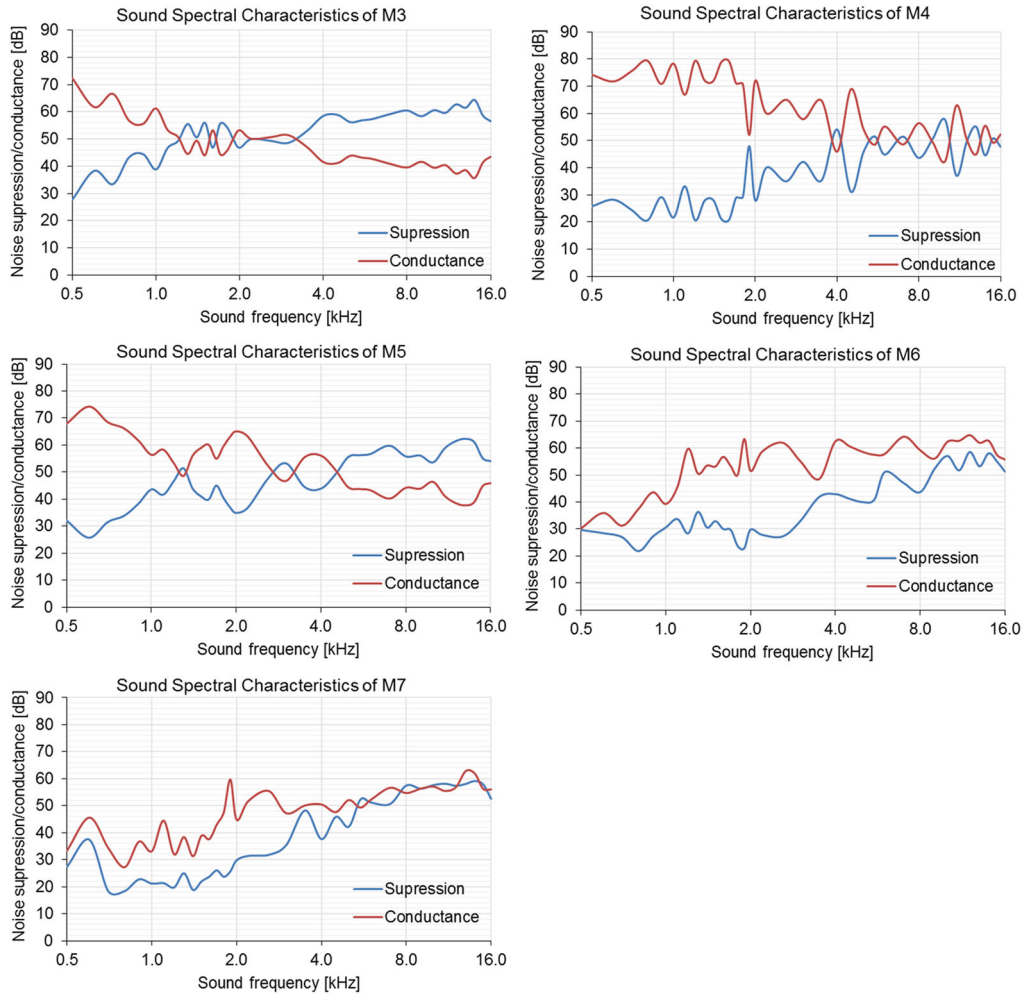 Sound Spectral Characteristics of M3
Noise supression/conductance [dB]
90
80
70
60
50
40
30
20
10
0
Supression
Conductance
0.5 1.0 2.0 4.0 8.0 16.0
Sound frequency [kHz]
Sound Spectral Characteristics of M4
Noise supression/conductance [dB]
90
80
70
60
50
40
30
20
10
0
Supression
Conductance
0.5 1.0 2.0 4.0 8.0 16.0
Sound frequency [kHz]
Sound Spectral Characteristics of M5
Noise supression/conductance [dB]
90
80
70
60
50
40
30
20
10
0
Supression
Conductance
0.5 1.0 2.0 4.0 8.0 16.0
Sound frequency [kHz]
Sound Spectral Characteristics of M6
Noise supression/conductance [dB]
90
80
70
60
50
40
30
20
10
0
Supression
Conductance
0.5 1.0 2.0 4.0 8.0 16.0
Sound frequency [kHz]
Sound Spectral Characteristics of M7
Noise supression/conductance [dB]
90
80
70
60
50
40
30
20
10
0
Supression
Conductance
0.5 1.0 2.0 4.0 8.0 16.0
Sound frequency [kHz]